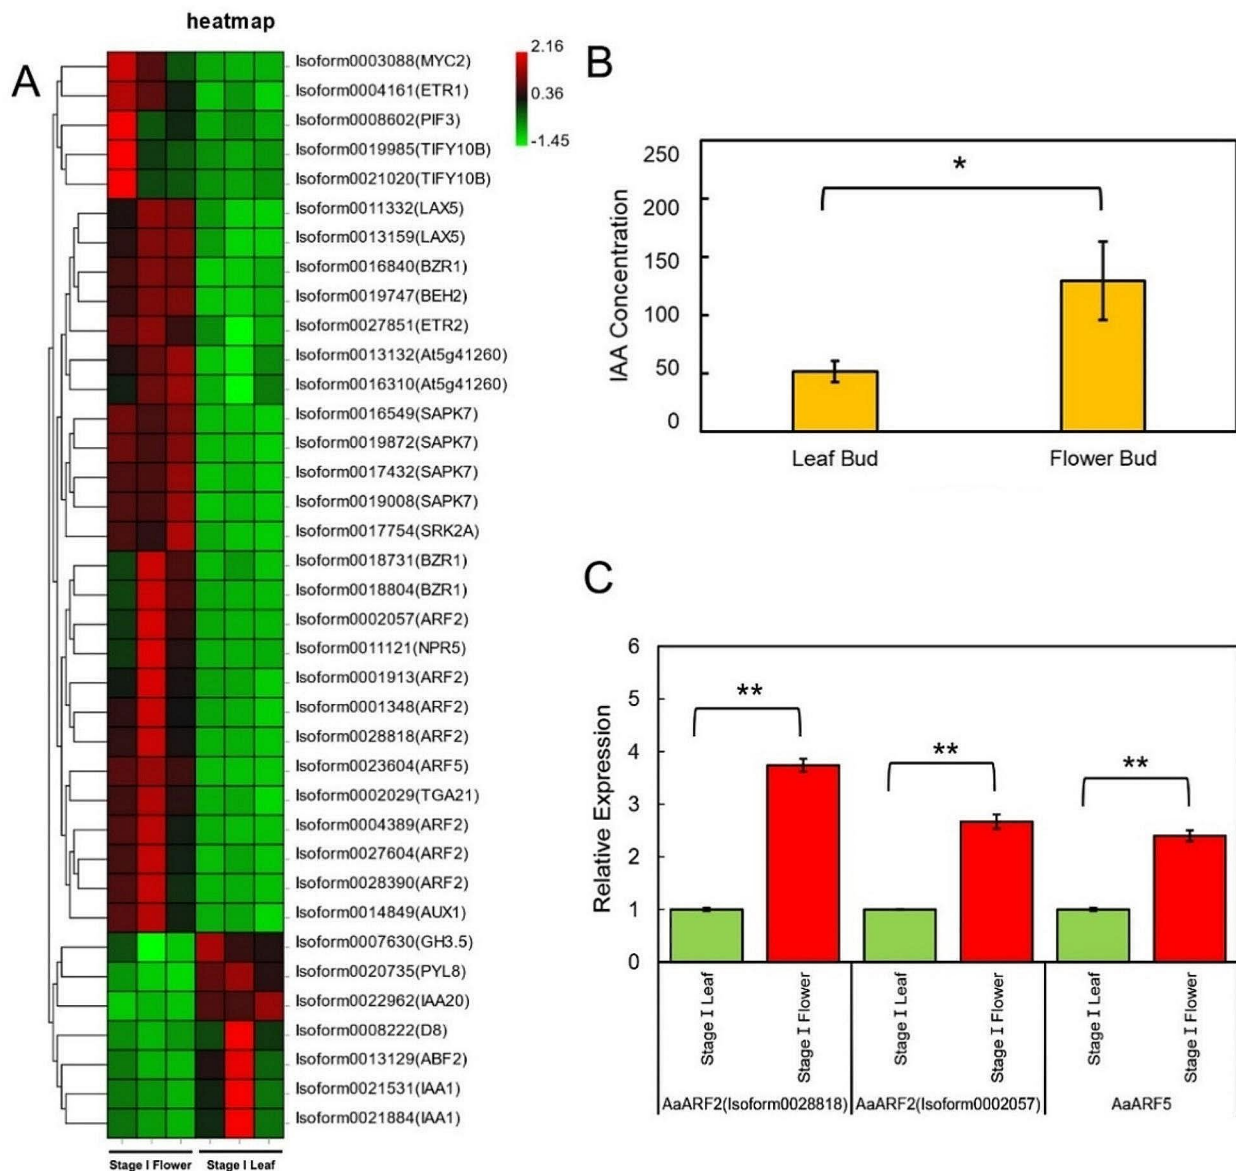 heatmap
A
Isoform0003088(MYC2)
Isoform0004161(ETR1)
Isoform0008602(PIF3)
Isoform0019985(TIFY10B)
Isoform0021020(TIFY10B)
Isoform0011332(LAX5)
Isoform0013159(LAX5)
Isoform0016840(BZR1)
Isoform0019747(BEH2)
Isoform0027851(ETR2)
Isoform0013132(At5g41260)
Isoform0016310(At5g41260)
Isoform0016549(SAPK7)
Isoform0019872(SAPK7)
Isoform0017432(SAPK7)
Isoform0019008(SAPK7)
Isoform0017754(SRK2A)
Isoform0018731(BZR1)
Isoform0018804(BZR1)
Isoform0002057(ARF2)
Isoform0011121(NPR5)
Isoform0001913(ARF2)
Isoform0001348(ARF2)
Isoform0028818(ARF2)
Isoform0023604(ARF5)
Isoform0002029(TGA21)
Isoform0004389(ARF2)
Isoform0027604(ARF2)
Isoform0028390(ARF2)
Isoform0014849(AUX1)
Isoform0007630(GH3.5)
Isoform0020735(PYL8)
Isoform0022962(IAA20)
Isoform0008222(D8)
Isoform0013129(ABF2)
Isoform0021531(IAA1)
Isoform0021884(IAA1)
Stage I Flower
Stage I Leaf
2.16
0.36
-1.45
B
IAA Concentration
250
200
150
100
50
0
*
Leaf Bud
Flower Bud
C
Relative Expression
6
5
4
3
2
1
0
**
**
**
Stage I Leaf
Stage I Flower
Stage I Leaf
Stage I Flower
Stage I Leaf
Stage I Flower
AaARF2(Isoform0028818)
AaARF2(Isoform0002057)
AaARF5